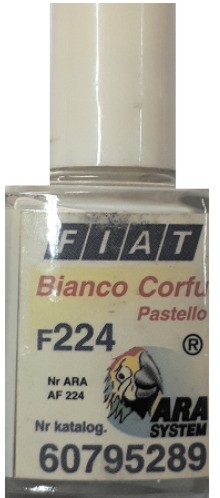 FIAT
Bianco Corfu
Pastello
F224
®
Nr ARA
AF 224
ARA
SYSTEM
Nr katalog.
60795289